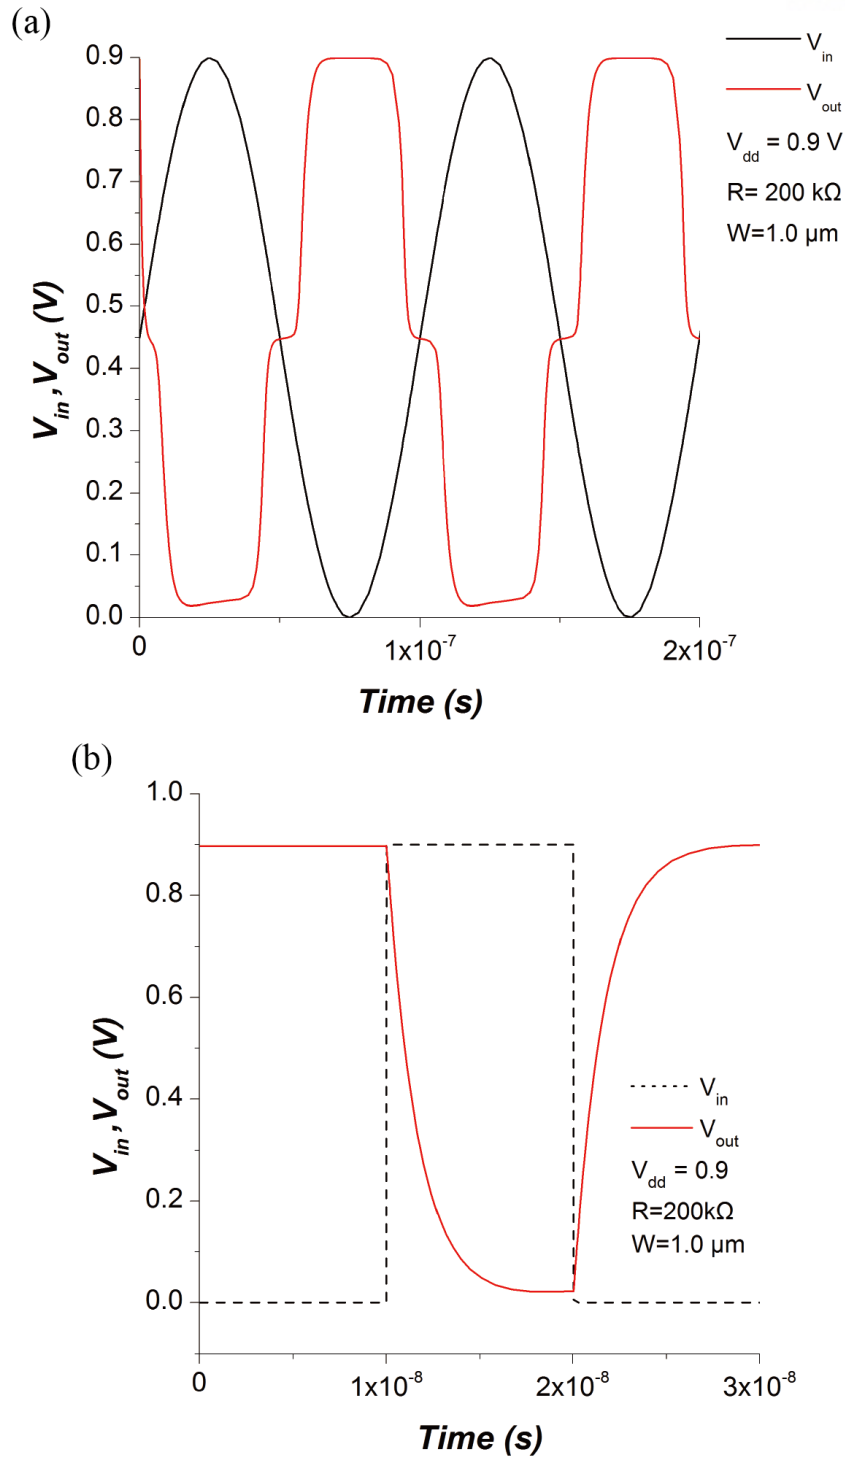 (a)
V_in
V_out
V_dd = 0.9 V
R= 200 kΩ
W=1.0 µm
0.9
0.8
0.7
0.6
0.5
0.4
0.3
0.2
0.1
0.0
V_in , V_out (V)
0
1x10^-7
2x10^-7
Time (s)
(b)
1.0
0.8
0.6
0.4
0.2
0.0
V_in , V_out (V)
V_in
V_out
V_dd = 0.9
R=200kΩ
W=1.0 µm
0
1x10^-8
2x10^-8
3x10^-8
Time (s)